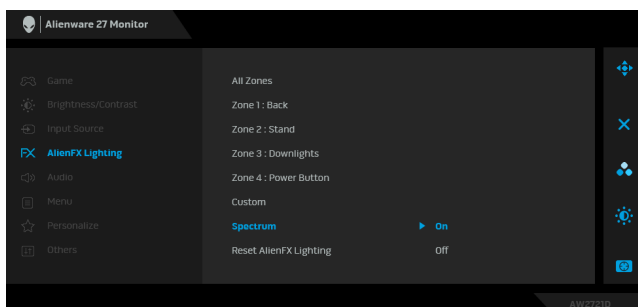 Alienware 27 Monitor
Game
Brightness/Contrast
Input Source
FX AlienFX Lighting
Audio
Menu
Personalize
Others
All Zones
Zone 1 : Back
Zone 2 : Stand
Zone 3 : Downlights
Zone 4 : Power Button
Custom
Spectrum On
Reset AlienFX Lighting Off
AW2721D